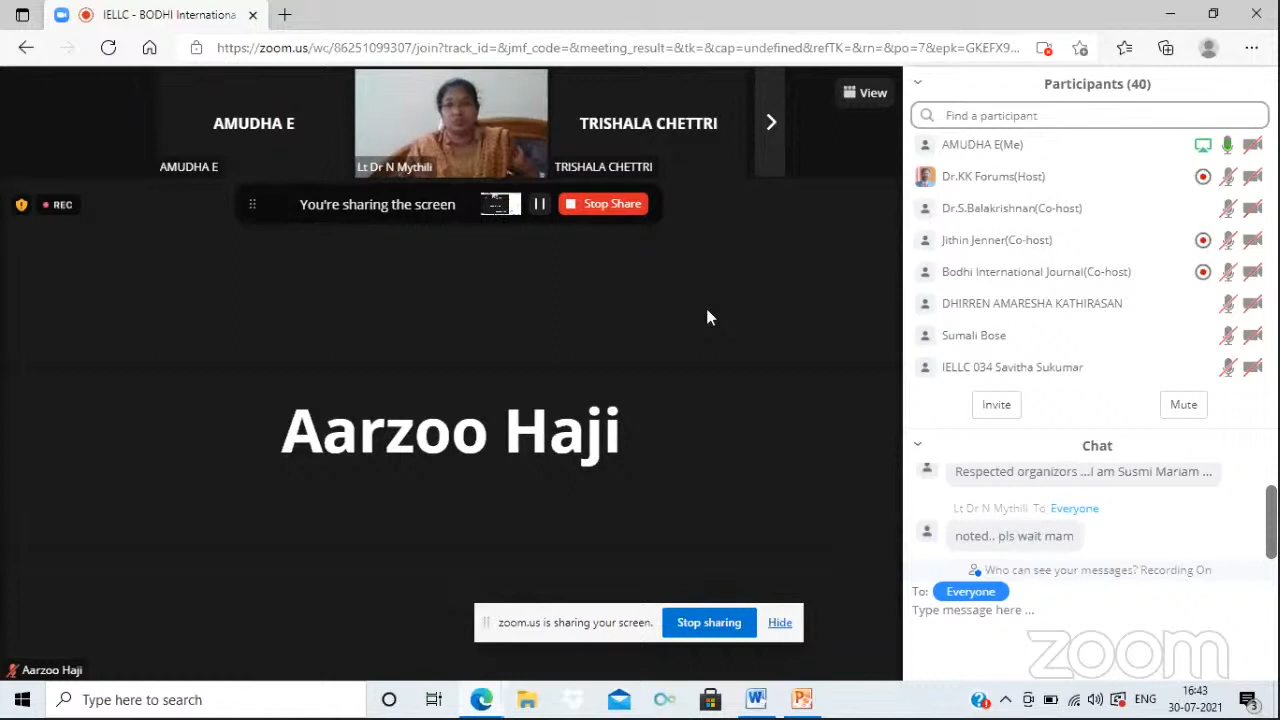 IELLC - BODHI Internationa
https://zoom.us/wc/86251099307/join?track_id=&jmf_code=&meeting_result=&tk=&cap=undefined&refTK=&rn=&po=7&epk=GKEFX9...
AMUDHA E
AMUDHA E
Lt Dr N Mythili
TRISHALA CHETTRI
TRISHALA CHETTRI
View
REC
You're sharing the screen
Stop Share
Aarzoo Haji
zoom.us is sharing your screen.
Stop sharing
Hide
Aarzoo Haji
Participants (40)
Find a participant
AMUDHA E(Me)
Dr.KK Forums(Host)
Dr.S.Balakrishnan(Co-host)
Jithin Jenner(Co-host)
Bodhi International Journal(Co-host)
DHIRREN AMARESHA KATHIRASAN
Sumali Bose
IELLC 034 Savitha Sukumar
Invite
Mute
Chat
Respected organizors ...I am Susmi Mariam ...
Lt Dr N Mythili To Everyone
noted.. pls wait mam
Who can see your messages? Recording On
To: Everyone
Type message here ...
zoom
Type here to search
ENG
16:43
30-07-2021
3